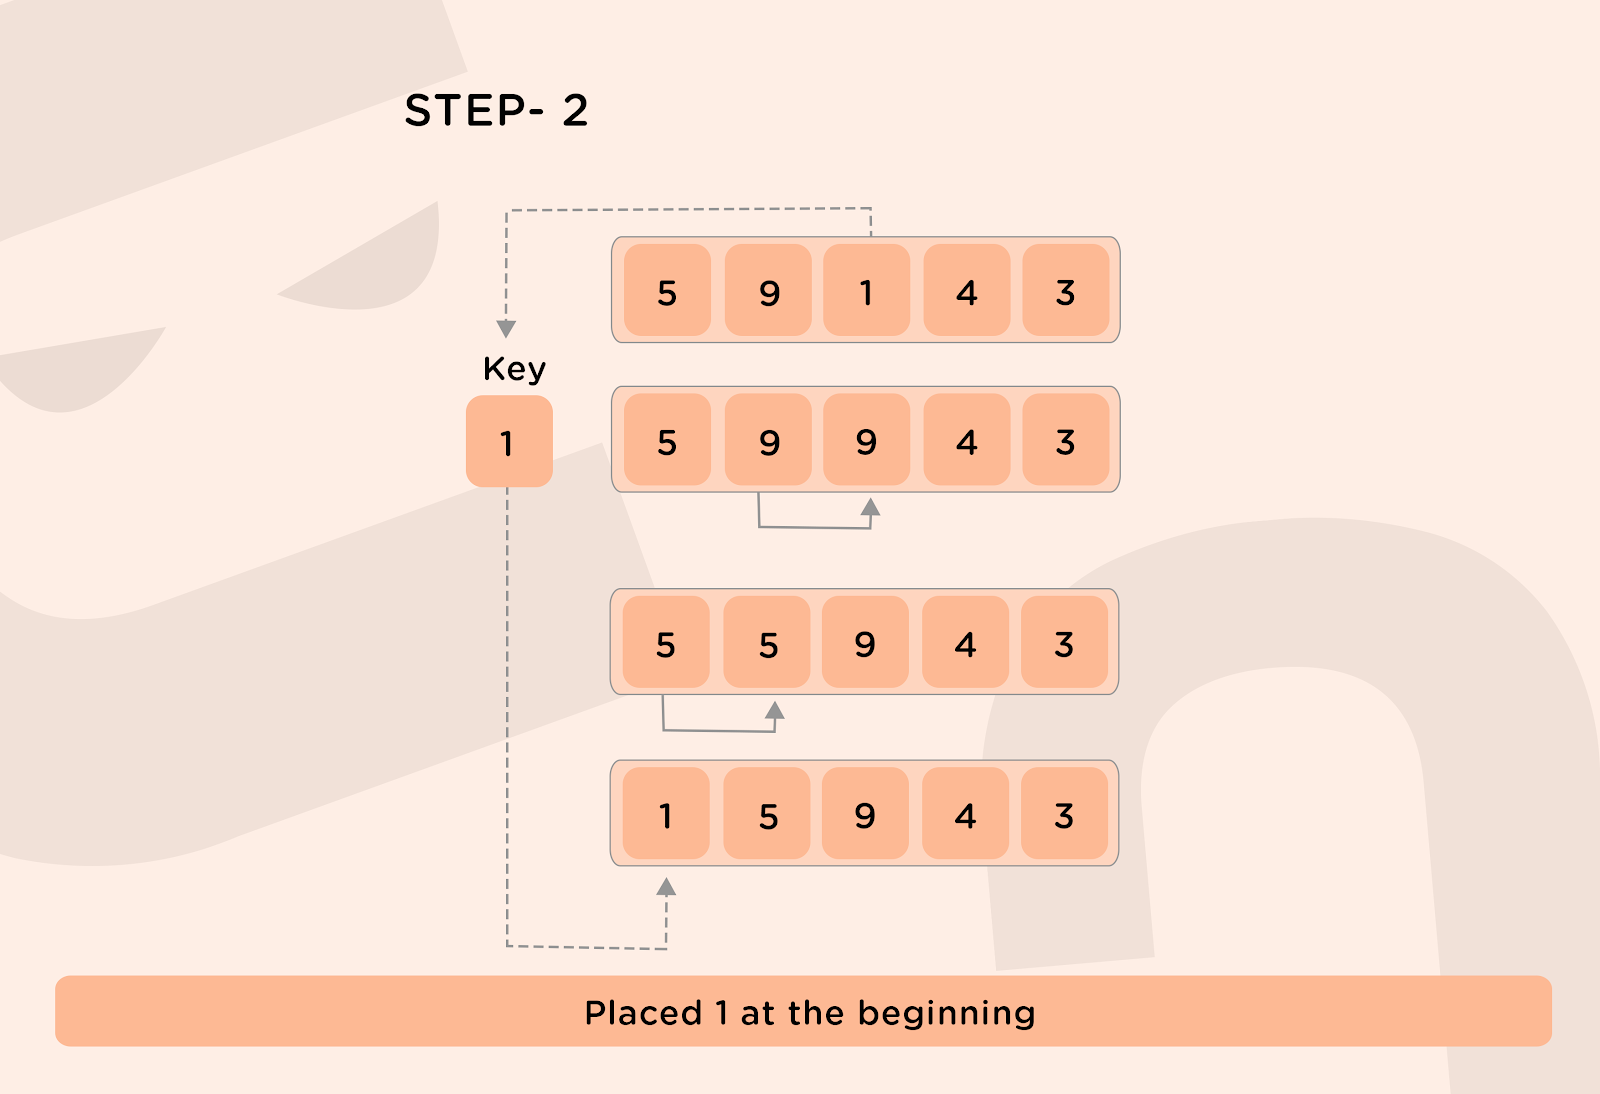 STEP- 2
5 9 1 4 3
Key
1
5 9 9 4 3
5 5 9 4 3
1 5 9 4 3
Placed 1 at the beginning